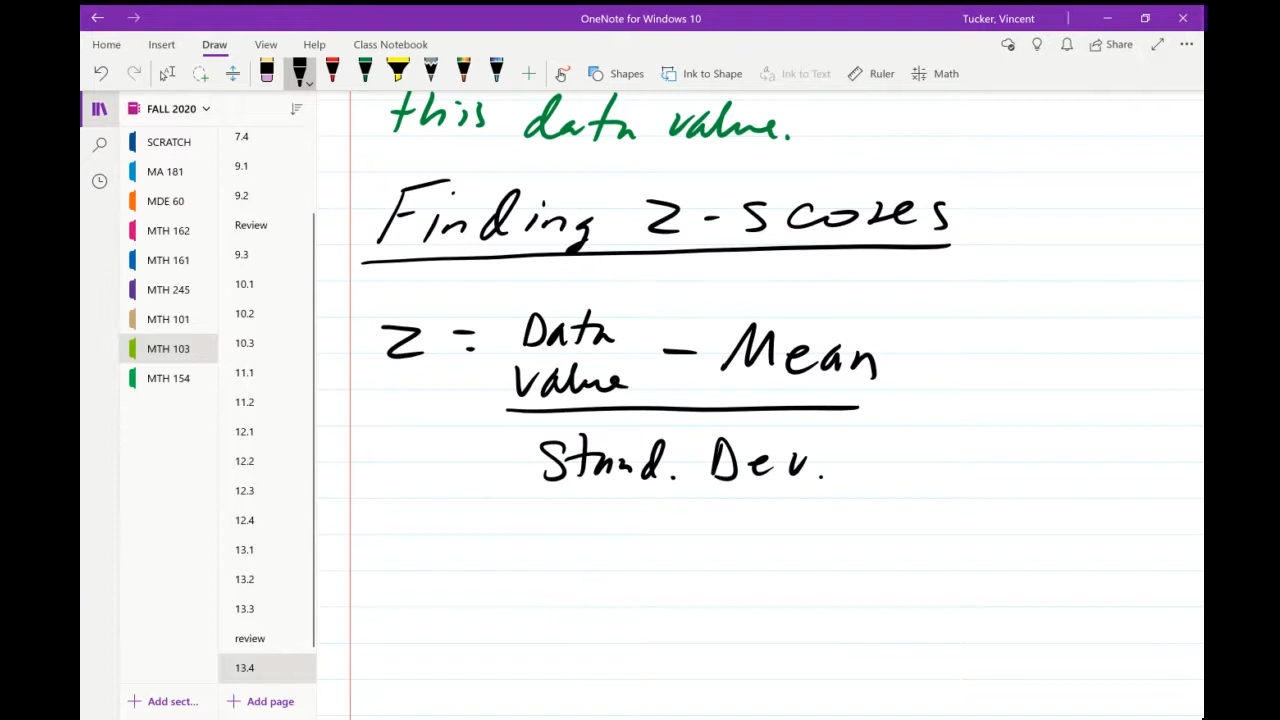 OneNote for Windows 10
Tucker, Vincent
Home Insert Draw View Help Class Notebook
Share
Shapes Ink to Shape Ink to Text Ruler Math
FALL 2020
SCRATCH
MA 181
MDE 60
MTH 162
MTH 161
MTH 245
MTH 101
MTH 103
MTH 154
Add sect...
7.4
9.1
9.2
Review
9.3
10.1
10.2
10.3
11.1
11.2
12.1
12.2
12.3
12.4
13.1
13.2
13.3
review
13.4
Add page
this data value.
Finding z-scores
z = Data value - Mean
Stand. Dev.